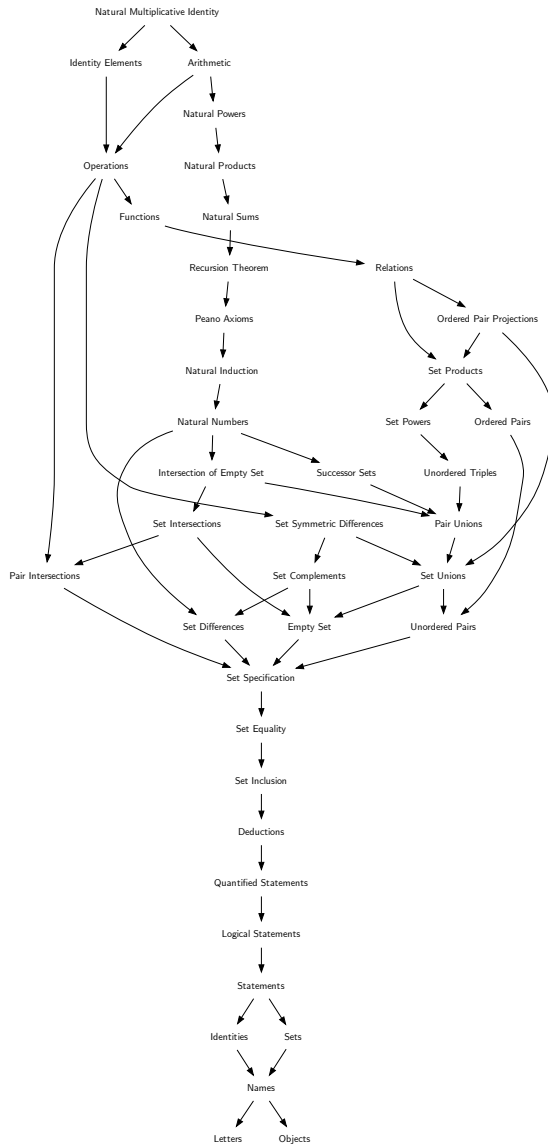 Natural Multiplicative Identity
Identity Elements
Arithmetic
Natural Powers
Operations
Natural Products
Functions
Natural Sums
Recursion Theorem
Relations
Peano Axioms
Ordered Pair Projections
Natural Induction
Set Products
Natural Numbers
Set Powers
Ordered Pairs
Intersection of Empty Set
Successor Sets
Unordered Triples
Set Intersections
Set Symmetric Differences
Pair Unions
Pair Intersections
Set Complements
Set Unions
Set Differences
Empty Set
Unordered Pairs
Set Specification
Set Equality
Set Inclusion
Deductions
Quantified Statements
Logical Statements
Statements
Identities
Sets
Names
Letters
Objects